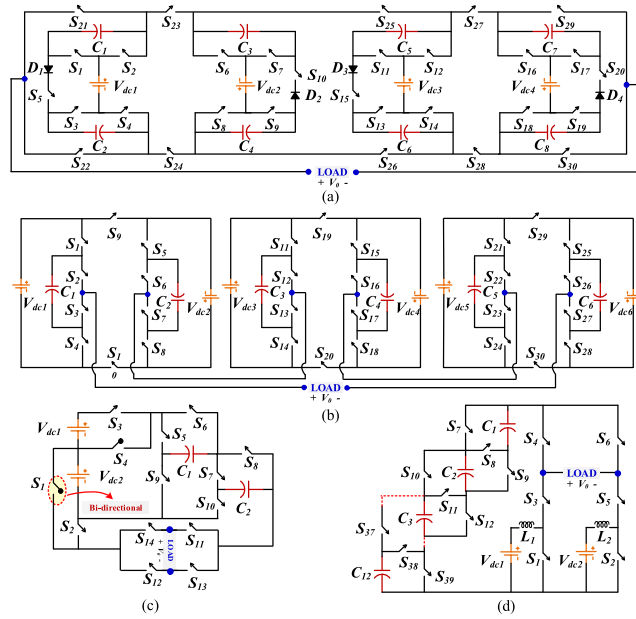 S21 S23 S27 S29
C1 C3 C5 C7
D1 S1 S2 S6 S7 S10 D3 S11 S12 S16 S17 S20
S5 Vdc1 Vdc2 D2 S15 Vdc3 Vdc4 D4
S3 S4 S8 S9 S13 S14 S18 S19
C2 C4 C6 C8
S22 S24 S26 S28 S30
LOAD
+ V0 -
(a)
S9 S19 S29
S1 S5 S11 S15 S21 S25
S2 S6 S12 S16 S22 S26
Vdc1 C1 C2 Vdc2 Vdc3 C3 C4 Vdc4 Vdc5 C5 C6 Vdc6
S3 S7 S13 S17 S23 S27
S4 S8 S14 S18 S24 S28
S10 S20 S30
LOAD
+ V0 -
(b)
S3 S6
Vdc1 S5
S4 C1 S8
S1 Vdc2 S9 S7
S10 C2
Bi-directional
S2
S14 LOAD + V0 - S11
S12 S13
(c)
S7 C1 S4 S6
S8
S10 C2 S9 LOAD
+ V0 -
S11 S3 S5
S37 C3 S12
L1 L2
S38 Vdc1 S1 Vdc2 S2
C12 S39
(d)